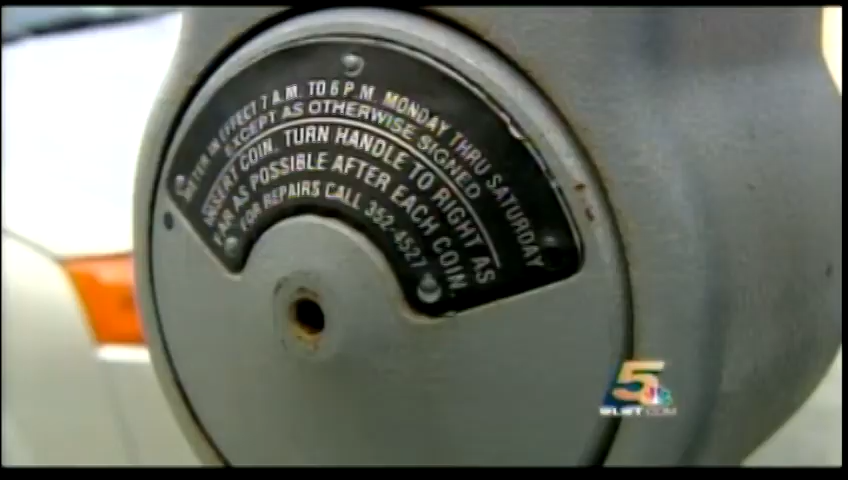 METER IN EFFECT 7 A.M. TO 6 P.M. MONDAY THRU SATURDAY
EXCEPT AS OTHERWISE SIGNED
INSERT COIN. TURN HANDLE TO RIGHT AS
FAR AS POSSIBLE AFTER EACH COIN.
FOR REPAIRS CALL 352-4527
5
WLWT.COM